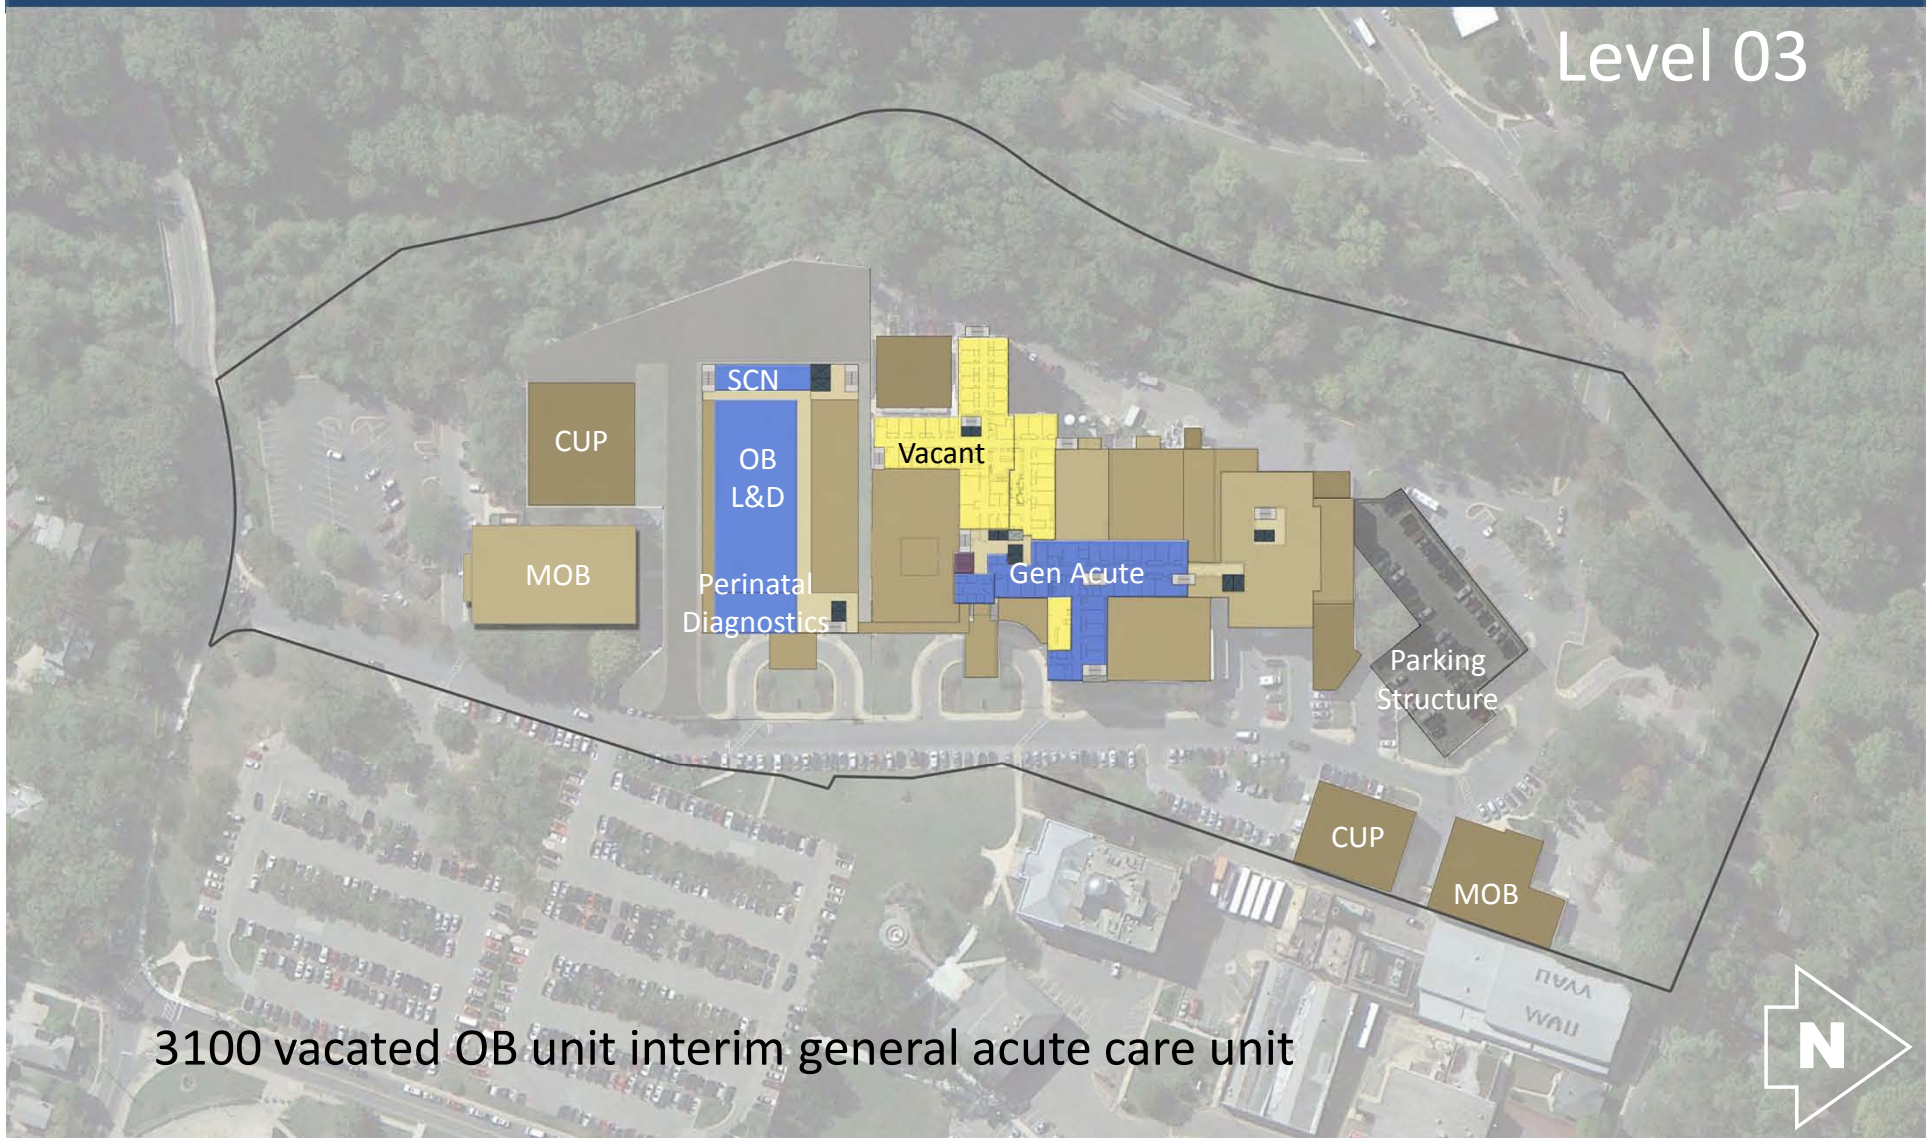 Level 03
SCN
CUP
OB
L&D
Vacant
MOB
Perinatal
Diagnostics
Gen Acute
Parking
Structure
CUP
MOB
3100 vacated OB unit interim general acute care unit
N